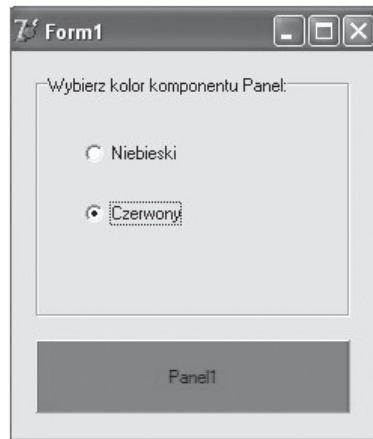 Form1
Wybierz kolor komponentu Panel:
Niebieski
Czerwony
Panel1